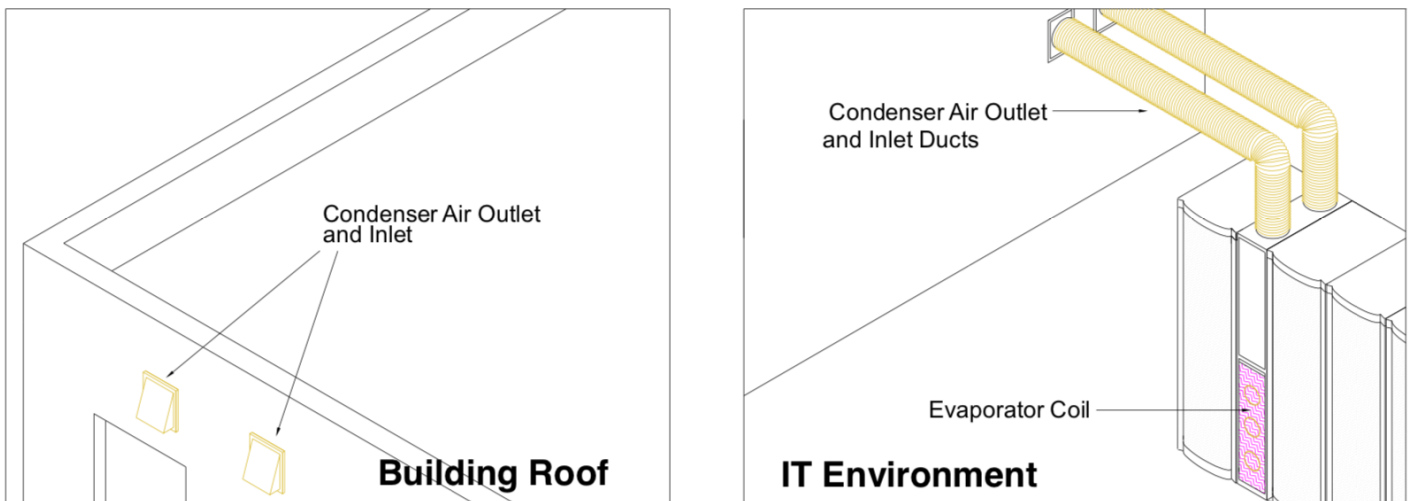 Condenser Air Outlet
and Inlet
Building Roof
Condenser Air Outlet
and Inlet Ducts
Evaporator Coil
IT Environment